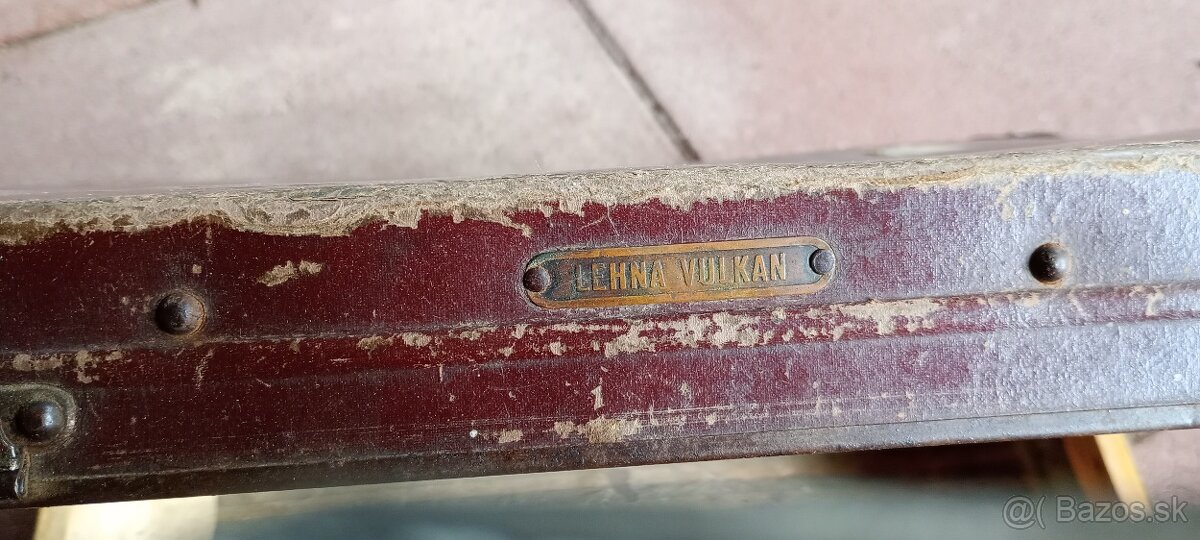 LEHNA VULKAN
@( Bazos.sk